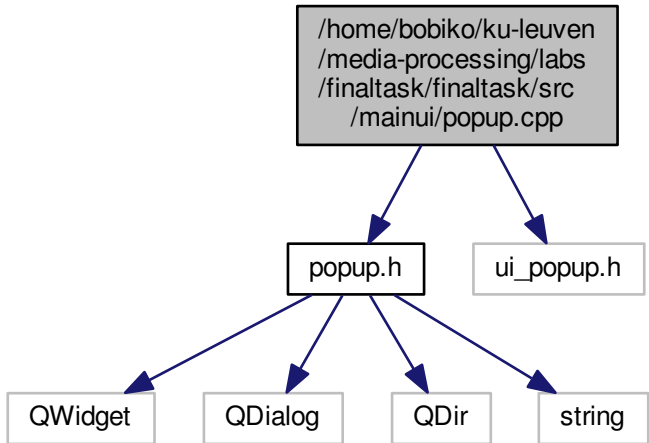 /home/bobiko/ku-leuven
/media-processing/labs
/finaltask/finaltask/src
/mainui/popup.cpp
popup.h
ui_popup.h
QWidget
QDialog
QDir
string